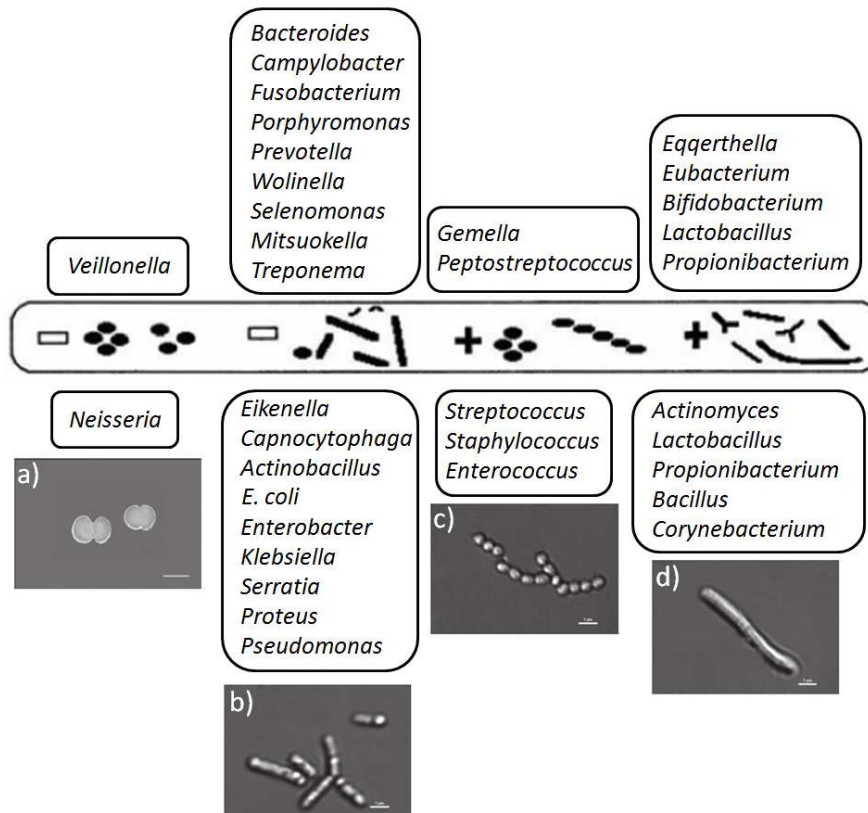 Bacteroides
Campylobacter
Fusobacterium
Porphyromonas
Prevotella
Wolinella
Selenomonas
Mitsuokella
Treponema
Eqqerthella
Eubacterium
Bifidobacterium
Lactobacillus
Propionibacterium
Gemella
Peptostreptococcus
Veillonella
Neisseria
a)
Eikenella
Capnocytophaga
Actinobacillus
E. coli
Enterobacter
Klebsiella
Serratia
Proteus
Pseudomonas
b)
Streptococcus
Staphylococcus
Enterococcus
c)
Actinomyces
Lactobacillus
Propionibacterium
Bacillus
Corynebacterium
d)